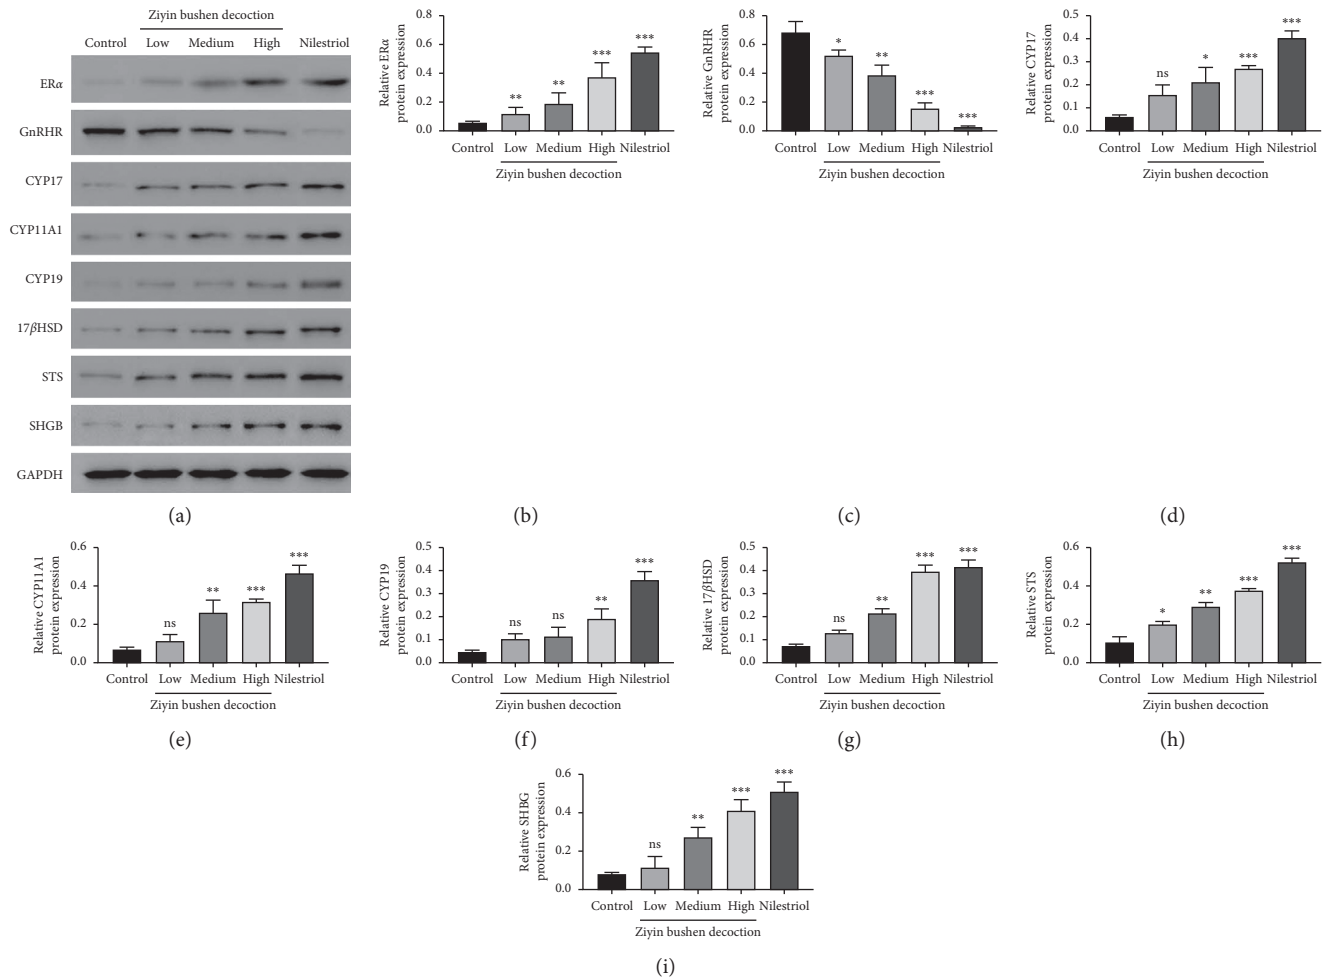 Ziyin bushen decoction
Control Low Medium High Nilestriol
ERα
GnRHR
CYP17
CYP11A1
CYP19
17βHSD
STS
SHGB
GAPDH
(a)
Relative ERα
protein expression
0.8
0.6
0.4
0.2
0.0
** ** *** ***
Control Low Medium High Nilestriol
Ziyin bushen decoction
(b)
Relative GnRHR
protein expression
0.8
0.6
0.4
0.2
0.0
* ** *** ***
Control Low Medium High Nilestriol
Ziyin bushen decoction
(c)
Relative CYP17
protein expression
0.5
0.4
0.3
0.2
0.1
0.0
ns * *** ***
Control Low Medium High Nilestriol
Ziyin bushen decoction
(d)
Relative CYP11A1
protein expression
0.6
0.4
0.2
0.0
ns ** *** ***
Control Low Medium High Nilestriol
Ziyin bushen decoction
(e)
Relative CYP19
protein expression
0.5
0.4
0.3
0.2
0.1
0.0
ns ns ** ***
Control Low Medium High Nilestriol
Ziyin bushen decoction
(f)
Relative 17βHSD
protein expression
0.5
0.4
0.3
0.2
0.1
0.0
ns ** *** ***
Control Low Medium High Nilestriol
Ziyin bushen decoction
(g)
Relative STS
protein expression
0.6
0.4
0.2
0.0
* ** *** ***
Control Low Medium High Nilestriol
Ziyin bushen decoction
(h)
Relative SHBG
protein expression
0.6
0.4
0.2
0.0
ns ** *** ***
Control Low Medium High Nilestriol
Ziyin bushen decoction
(i)